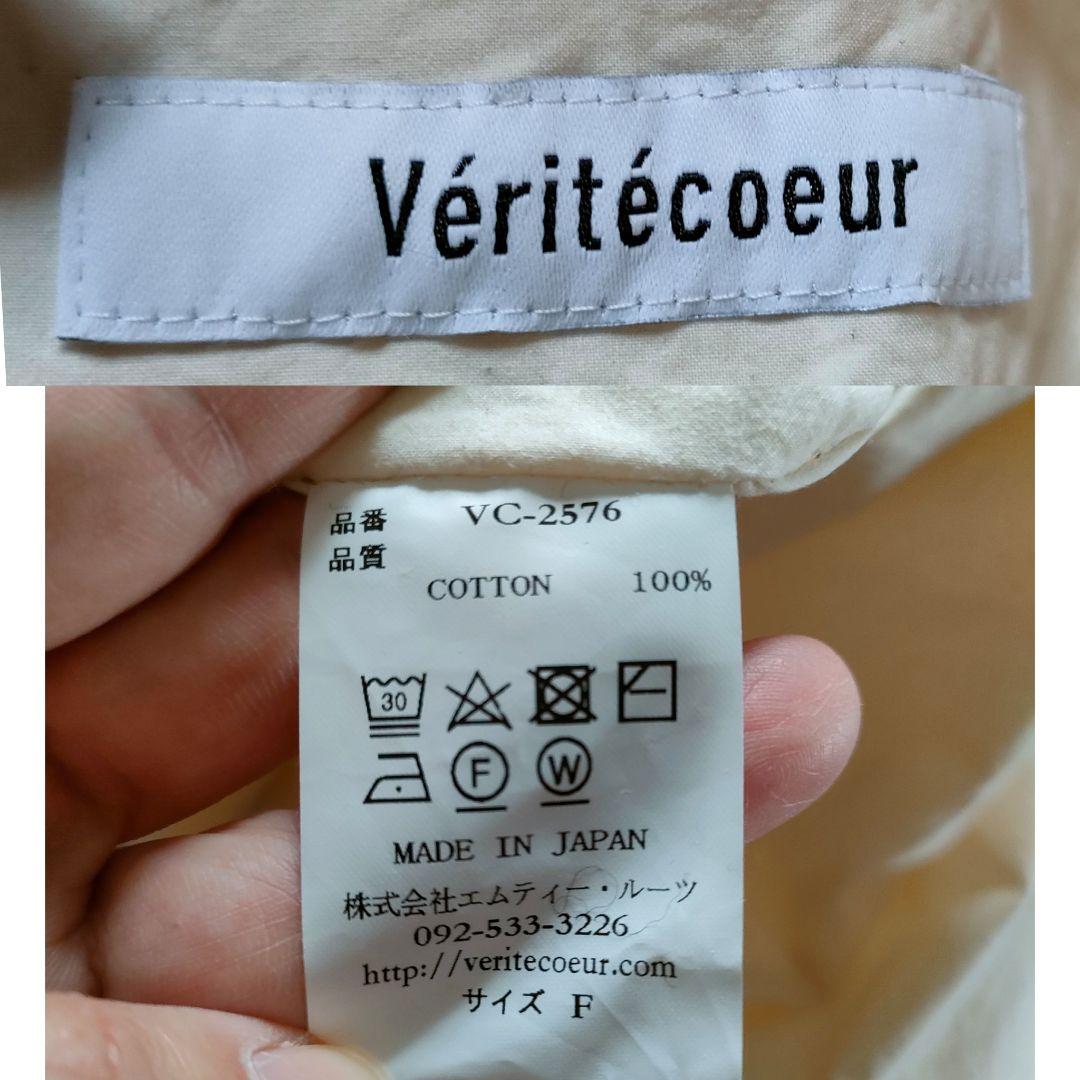 Véritécoeur
品番 VC-2576
品質
COTTON 100%
30
F W
MADE IN JAPAN
株式会社エムティー・ルーツ
092-533-3226
http://veritecoeur.com
サイズ F